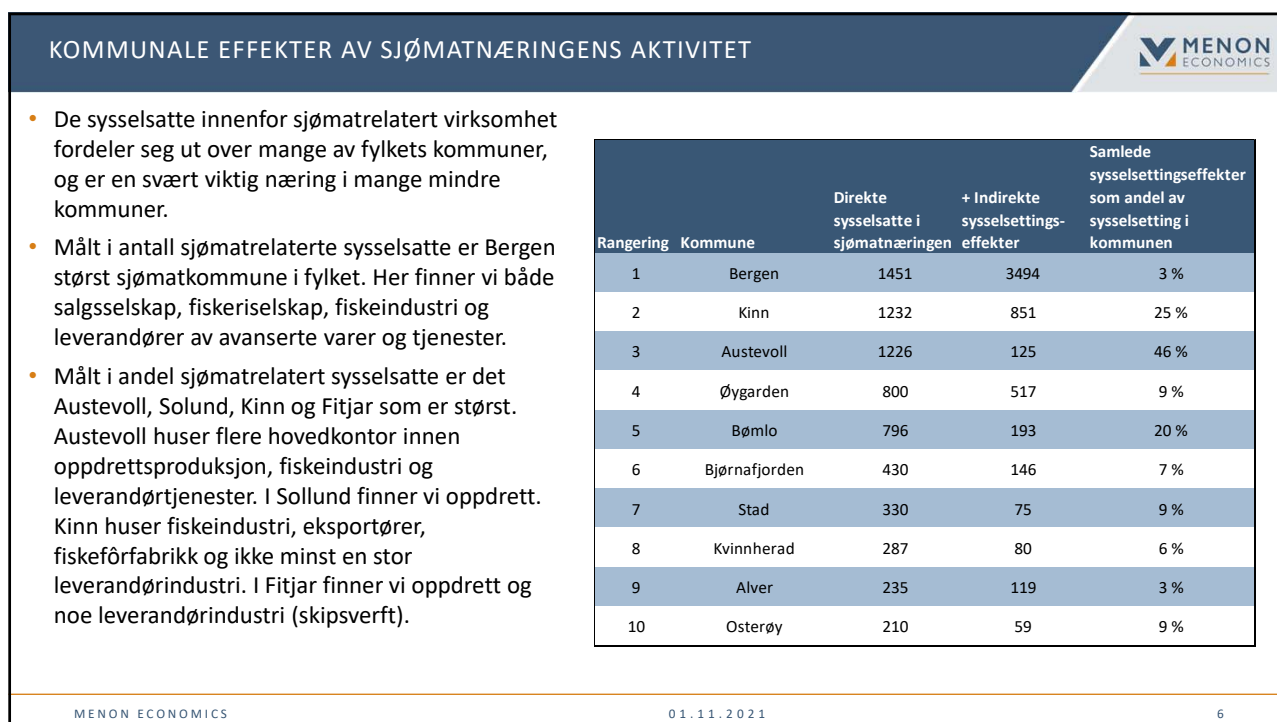 KOMMUNALE EFFEKTER AV SJØMATNÆRINGENS AKTIVITET
MENON
ECONOMICS
• De sysselsatte innenfor sjømatrelatert virksomhet
fordeler seg ut over mange av fylkets kommuner,
og er en svært viktig næring i mange mindre
kommuner.
• Målt i antall sjømatrelaterte sysselsatte er Bergen
størst sjømatkommune i fylket. Her finner vi både
salgsselskap, fiskeriselskap, fiskeindustri og
leverandører av avanserte varer og tjenester.
• Målt i andel sjømatrelatert sysselsatte er det
Austevoll, Solund, Kinn og Fitjar som er størst.
Austevoll huser flere hovedkontor innen
oppdrettsproduksjon, fiskeindustri og
leverandørtjenester. I Sollund finner vi oppdrett.
Kinn huser fiskeindustri, eksportører,
fiskefôrfabrikk og ikke minst en stor
leverandørindustri. I Fitjar finner vi oppdrett og
noe leverandørindustri (skipsverft).
Samlede
sysselsettingseffekter
Direkte + Indirekte som andel av
sysselsatte i sysselsettings- sysselsetting i
Rangering Kommune sjømatnæringen effekter kommunen
1 Bergen 1451 3494 3 %
2 Kinn 1232 851 25 %
3 Austevoll 1226 125 46 %
4 Øygarden 800 517 9 %
5 Bømlo 796 193 20 %
6 Bjørnafjorden 430 146 7 %
7 Stad 330 75 9 %
8 Kvinnherad 287 80 6 %
9 Alver 235 119 3 %
10 Osterøy 210 59 9 %
MENON ECONOMICS 01.11.2021 6